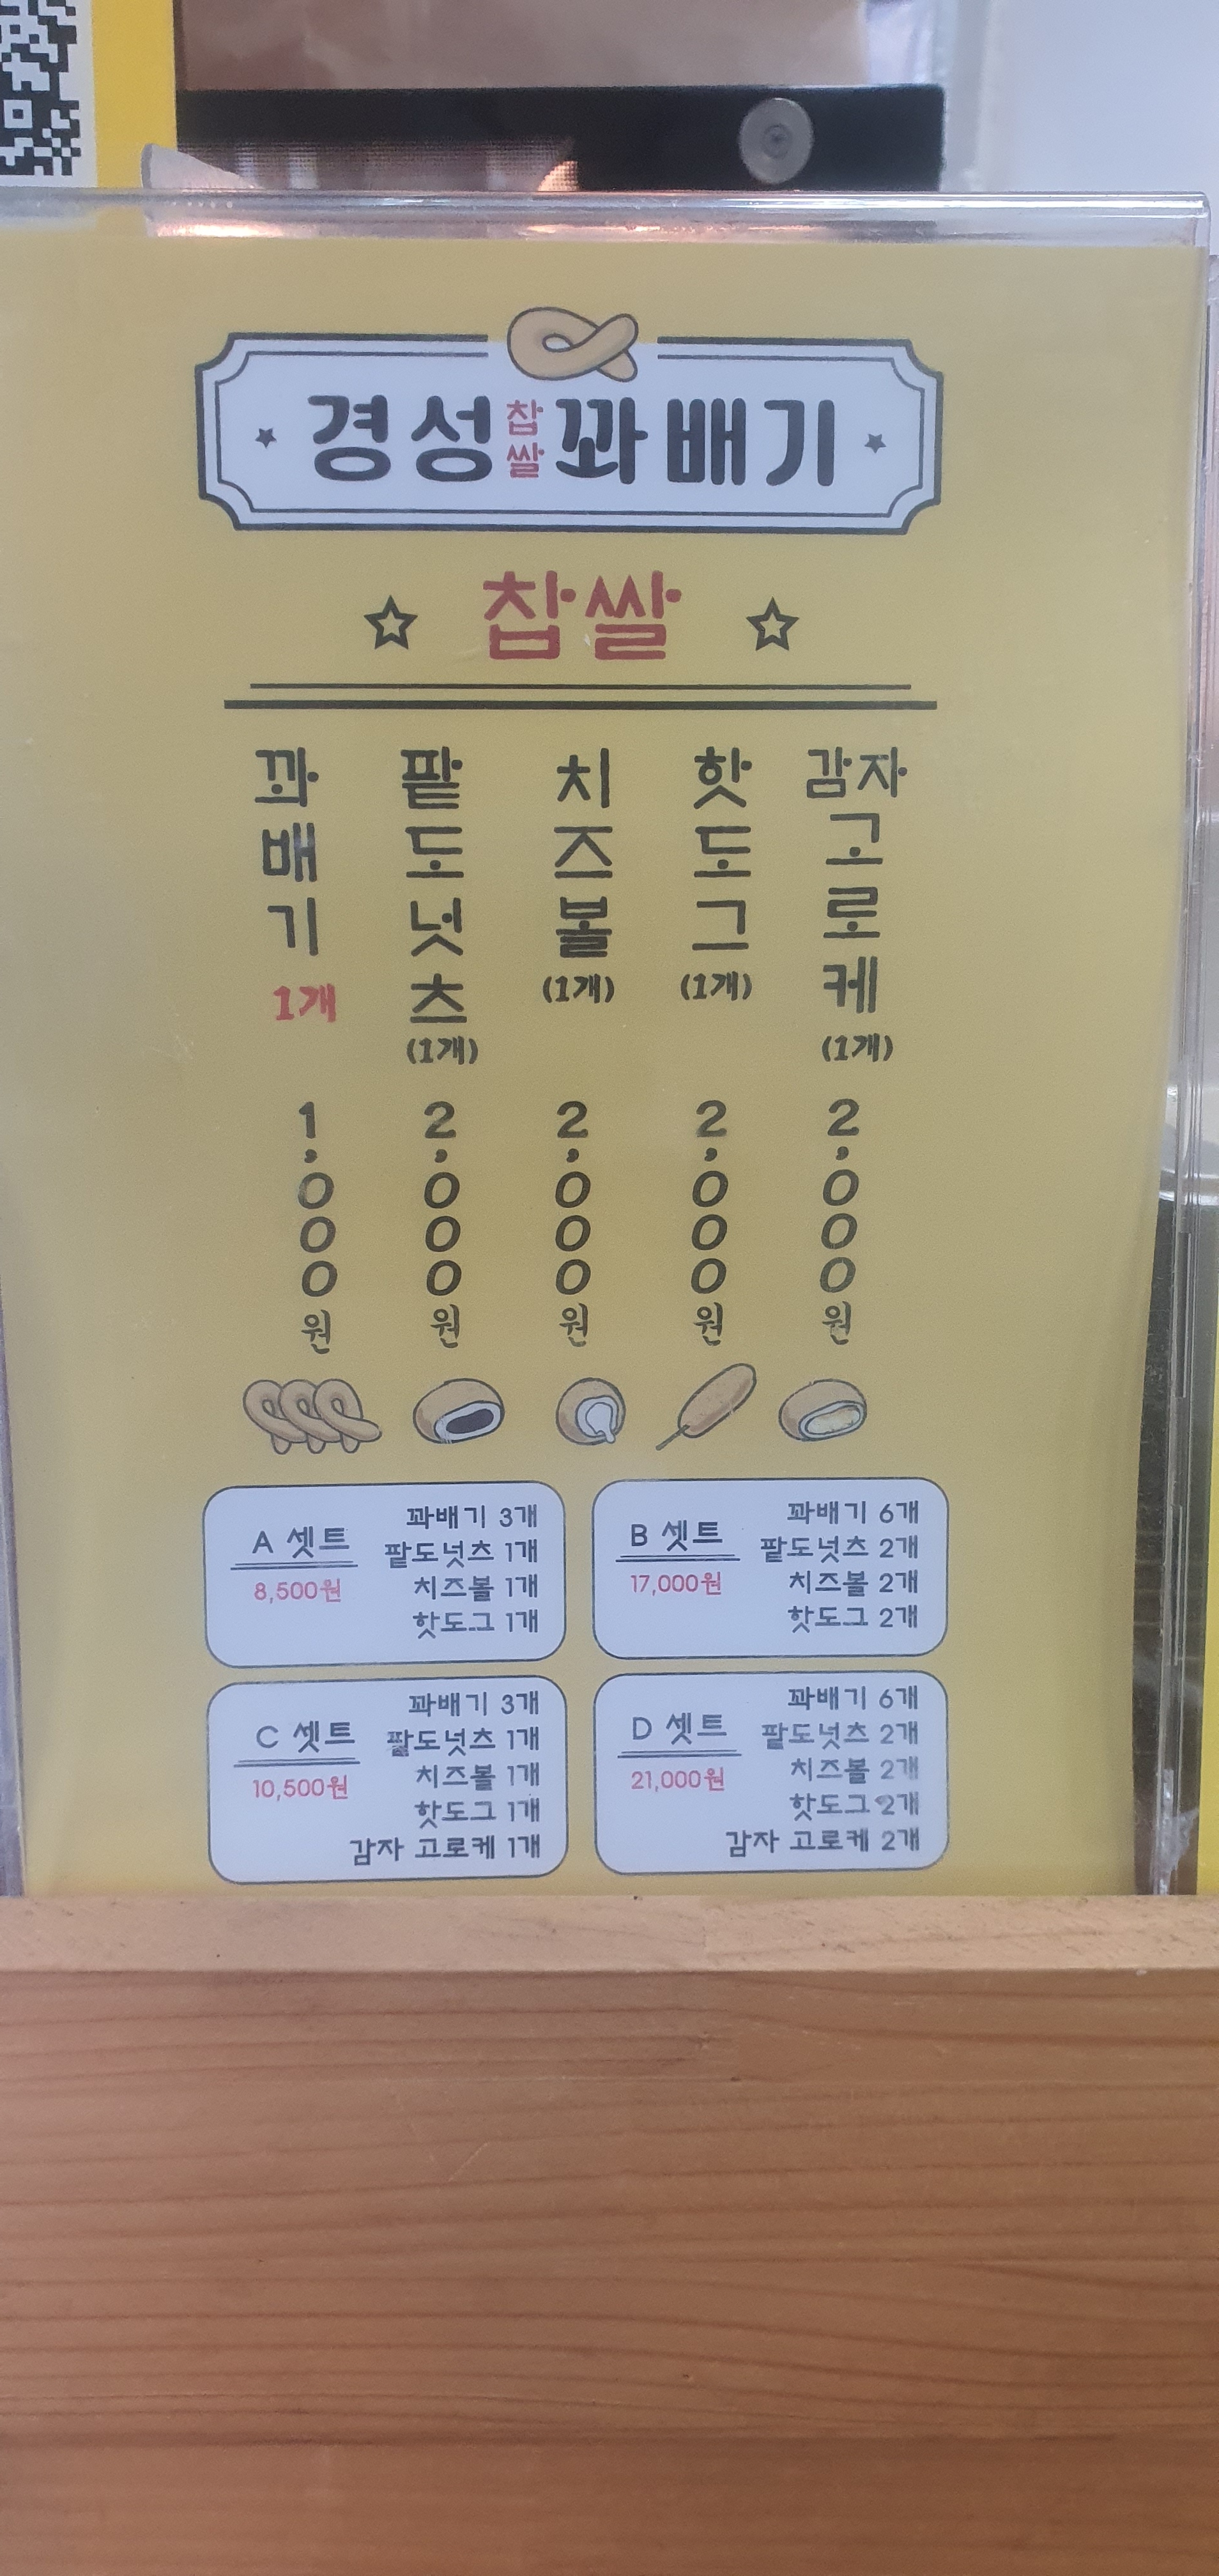 경성 찹쌀 꽈배기
찹쌀
꽈배기 1개 1,000원
팥도넛츠 (1개) 2,000원
치즈볼 (1개) 2,000원
핫도그 (1개) 2,000원
감자 고로케 (1개) 2,000원
A 셋트
8,500원
꽈배기 3개
팥도넛츠 1개
치즈볼 1개
핫도그 1개
B 셋트
17,000원
꽈배기 6개
팥도넛츠 2개
치즈볼 2개
핫도그 2개
C 셋트
10,500원
꽈배기 3개
팥도넛츠 1개
치즈볼 1개
핫도그 1개
감자 고로케 1개
D 셋트
21,000원
꽈배기 6개
팥도넛츠 2개
치즈볼 2개
핫도그 2개
감자 고로케 2개